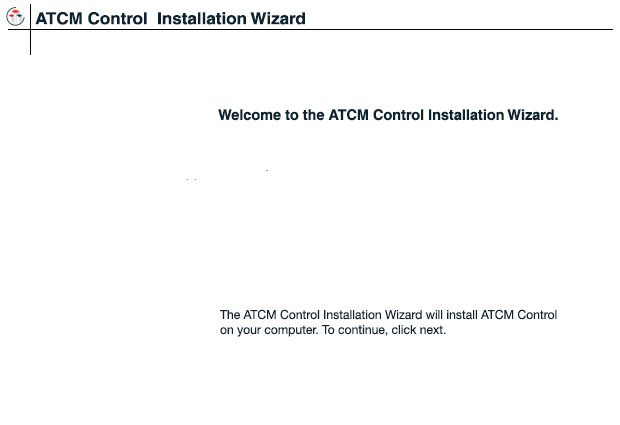 ATCM Control  Installation Wizard
Welcome to the ATCM Control Installation Wizard.
The ATCM Control Installation Wizard will install ATCM Control
on your computer. To continue, click next.